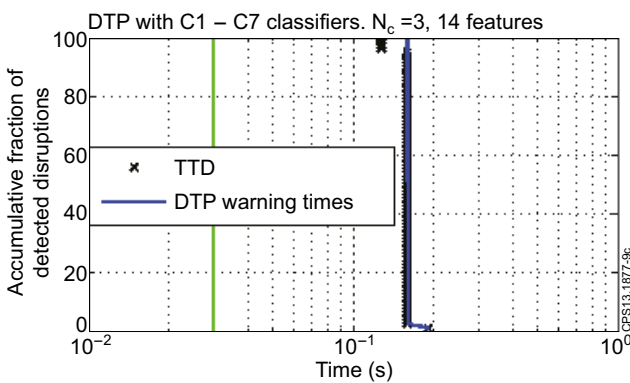 DTP with C1 – C7 classifiers. Nc =3, 14 features
Accumulative fraction of
detected disruptions
100
80
60
40
20
0
TTD
DTP warning times
10−2
10−1
100
Time (s)
CPS13.1877-9c